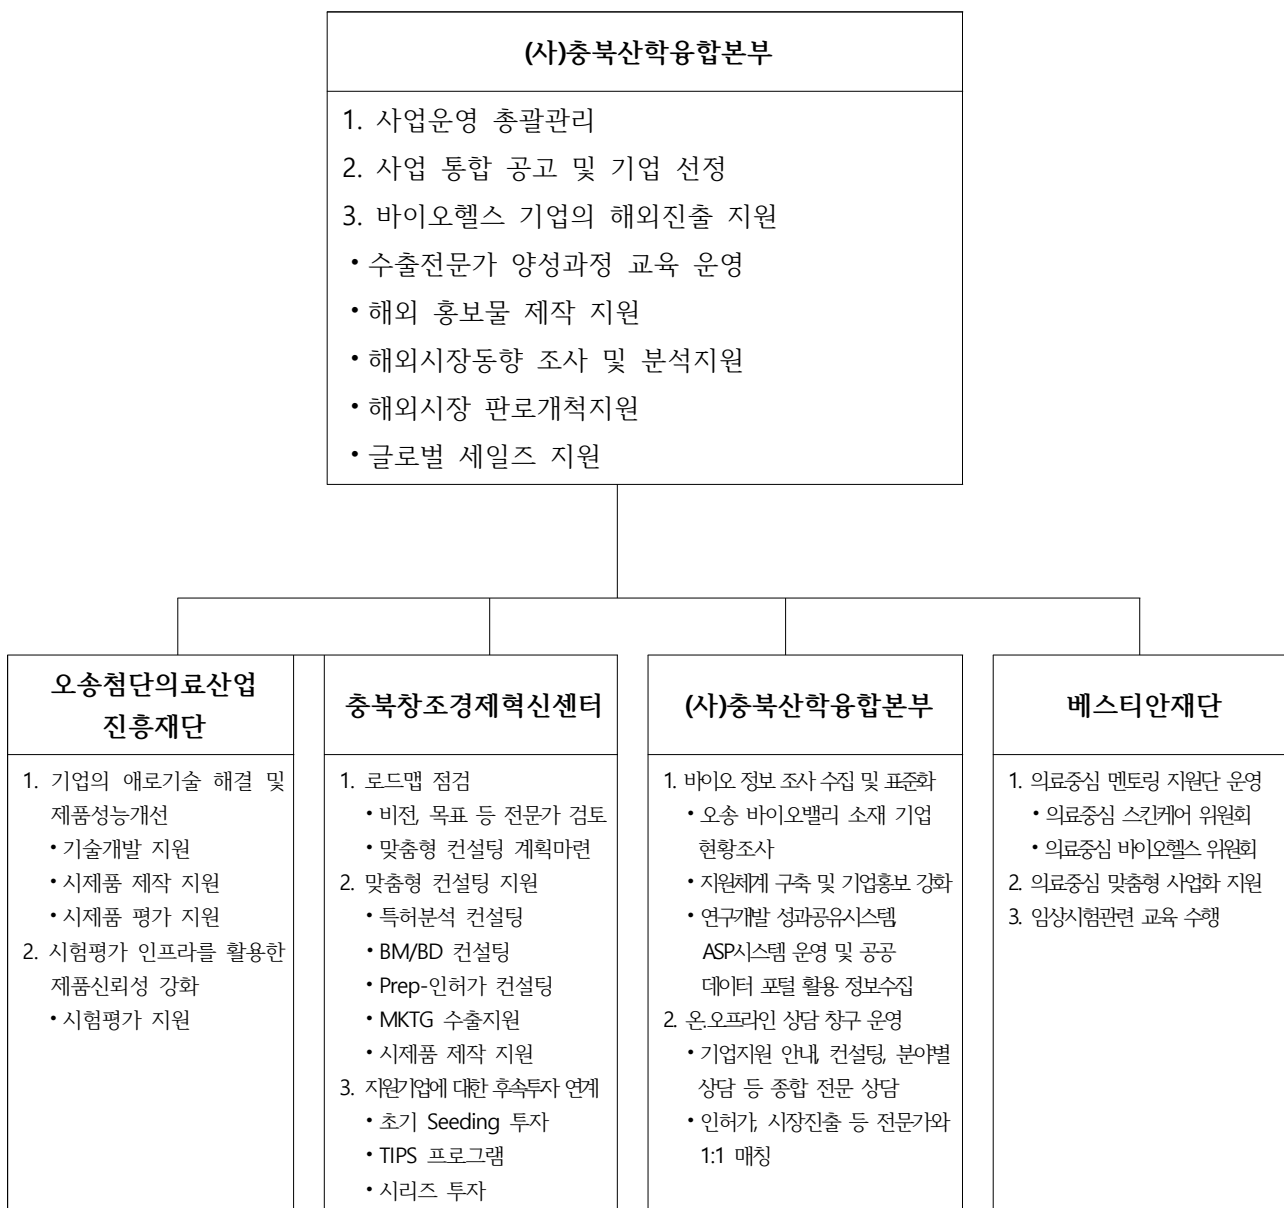 (사)충북산학융합본부
1. 사업운영 총괄관리
2. 사업 통합 공고 및 기업 선정
3. 바이오헬스 기업의 해외진출 지원
•수출전문가 양성과정 교육 운영
•해외 홍보물 제작 지원
•해외시장동향 조사 및 분석지원
•해외시장 판로개척지원
•글로벌 세일즈 지원
오송첨단의료산업
진흥재단
1. 기업의 애로기술 해결 및
제품성능개선
•기술개발 지원
•시제품 제작 지원
•시제품 평가 지원
2. 시험평가 인프라를 활용한
제품신뢰성 강화
•시험평가 지원
충북창조경제혁신센터
1. 로드맵 점검
•비전, 목표 등 전문가 검토
•맞춤형 컨설팅 계획마련
2. 맞춤형 컨설팅 지원
•특허분석 컨설팅
•BM/BD 컨설팅
•Prep-인허가 컨설팅
•MKTG 수출지원
•시제품 제작 지원
3. 지원기업에 대한 후속투자 연계
•초기 Seeding 투자
•TIPS 프로그램
•시리즈 투자
(사)충북산학융합본부
1. 바이오 정보 조사 수집 및 표준화
•오송 바이오밸리 소재 기업
현황조사
•지원체계 구축 및 기업홍보 강화
•연구개발 성과공유시스템,
ASP시스템 운영 및 공공
데이터 포털 활용 정보수집
2. 온.오프라인 상담 창구 운영
•기업지원 안내, 컨설팅, 분야별
상담 등 종합 전문 상담
•인허가, 시장진출 등 전문가와
1:1 매칭
베스티안재단
1. 의료중심 멘토링 지원단 운영
•의료중심 스킨케어 위원회
•의료중심 바이오헬스 위원회
2. 의료중심 맞춤형 사업화 지원
3. 임상시험관련 교육 수행